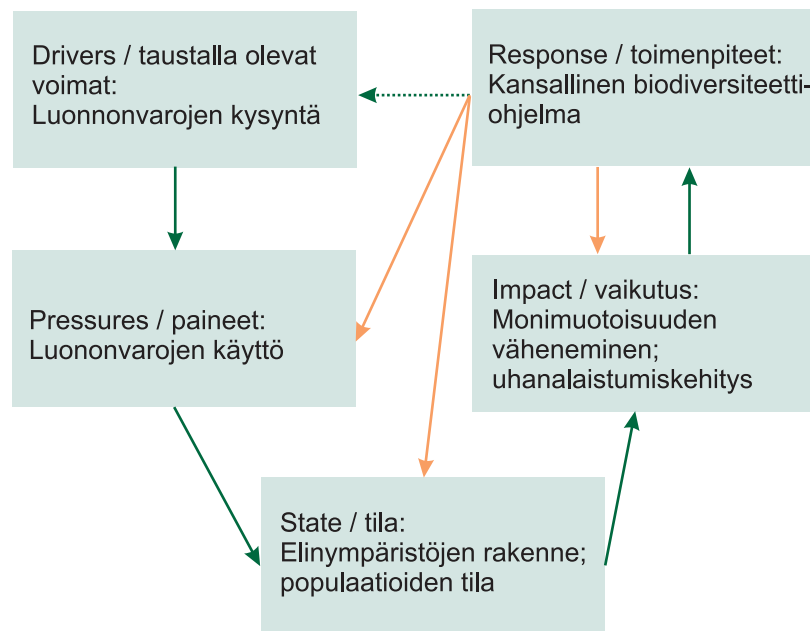 Drivers / taustalla olevat
voimat:
Luonnonvarojen kysyntä
Response / toimenpiteet:
Kansallinen biodiversiteetti-
ohjelma
Pressures / paineet:
Luononvarojen käyttö
Impact / vaikutus:
Monimuotoisuuden
väheneminen;
uhanalaistumiskehitys
State / tila:
Elinympäristöjen rakenne;
populaatioiden tila